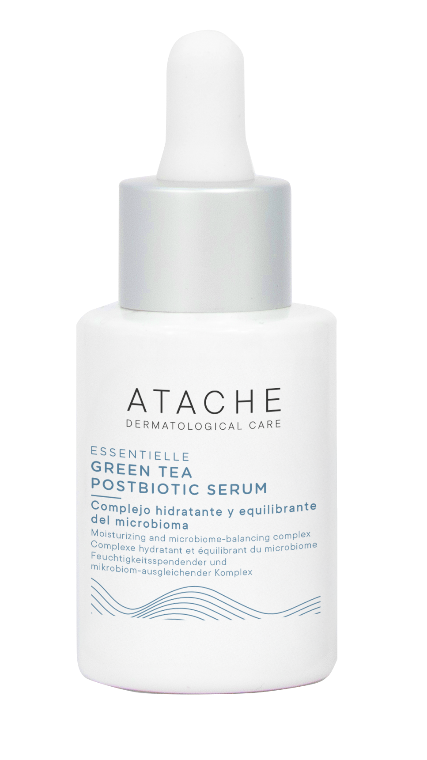 ATACHE
DERMATOLOGICAL CARE
ESSENTIELLE
GREEN TEA
POSTBIOTIC SERUM
Complejo hidratante y equilibrante
del microbioma
Moisturizing and microbiome-balancing complex
Complexe hydratant et équilibrant du microbiome
Feuchtigkeitsspendender und
mikrobiom-ausgleichender Komplex